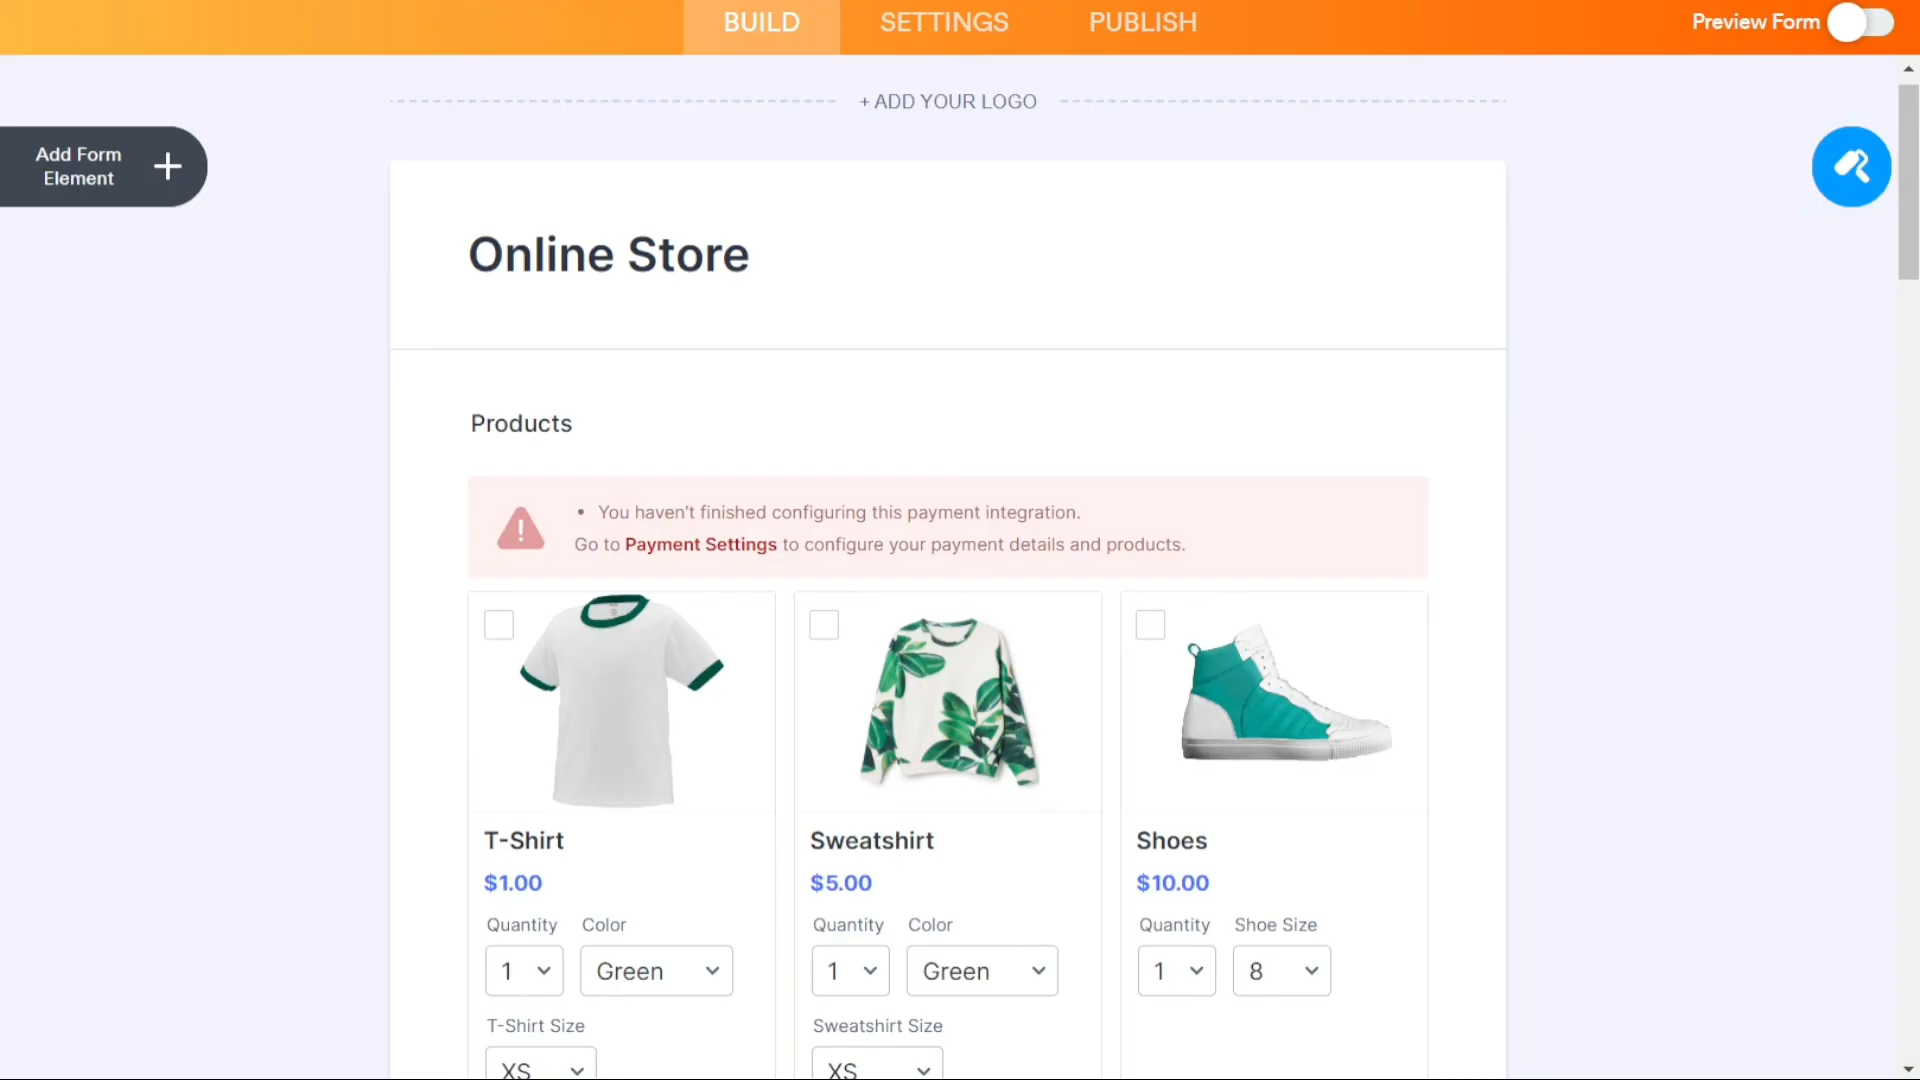 BUILD SETTINGS PUBLISH Preview Form
+ ADD YOUR LOGO
Add Form
Element
Online Store
Products
• You haven't finished configuring this payment integration.
Go to Payment Settings to configure your payment details and products.
T-Shirt Sweatshirt Shoes
$1.00 $5.00 $10.00
Quantity Color Quantity Color Quantity Shoe Size
1 Green 1 Green 1 8
T-Shirt Size Sweatshirt Size
XS XS